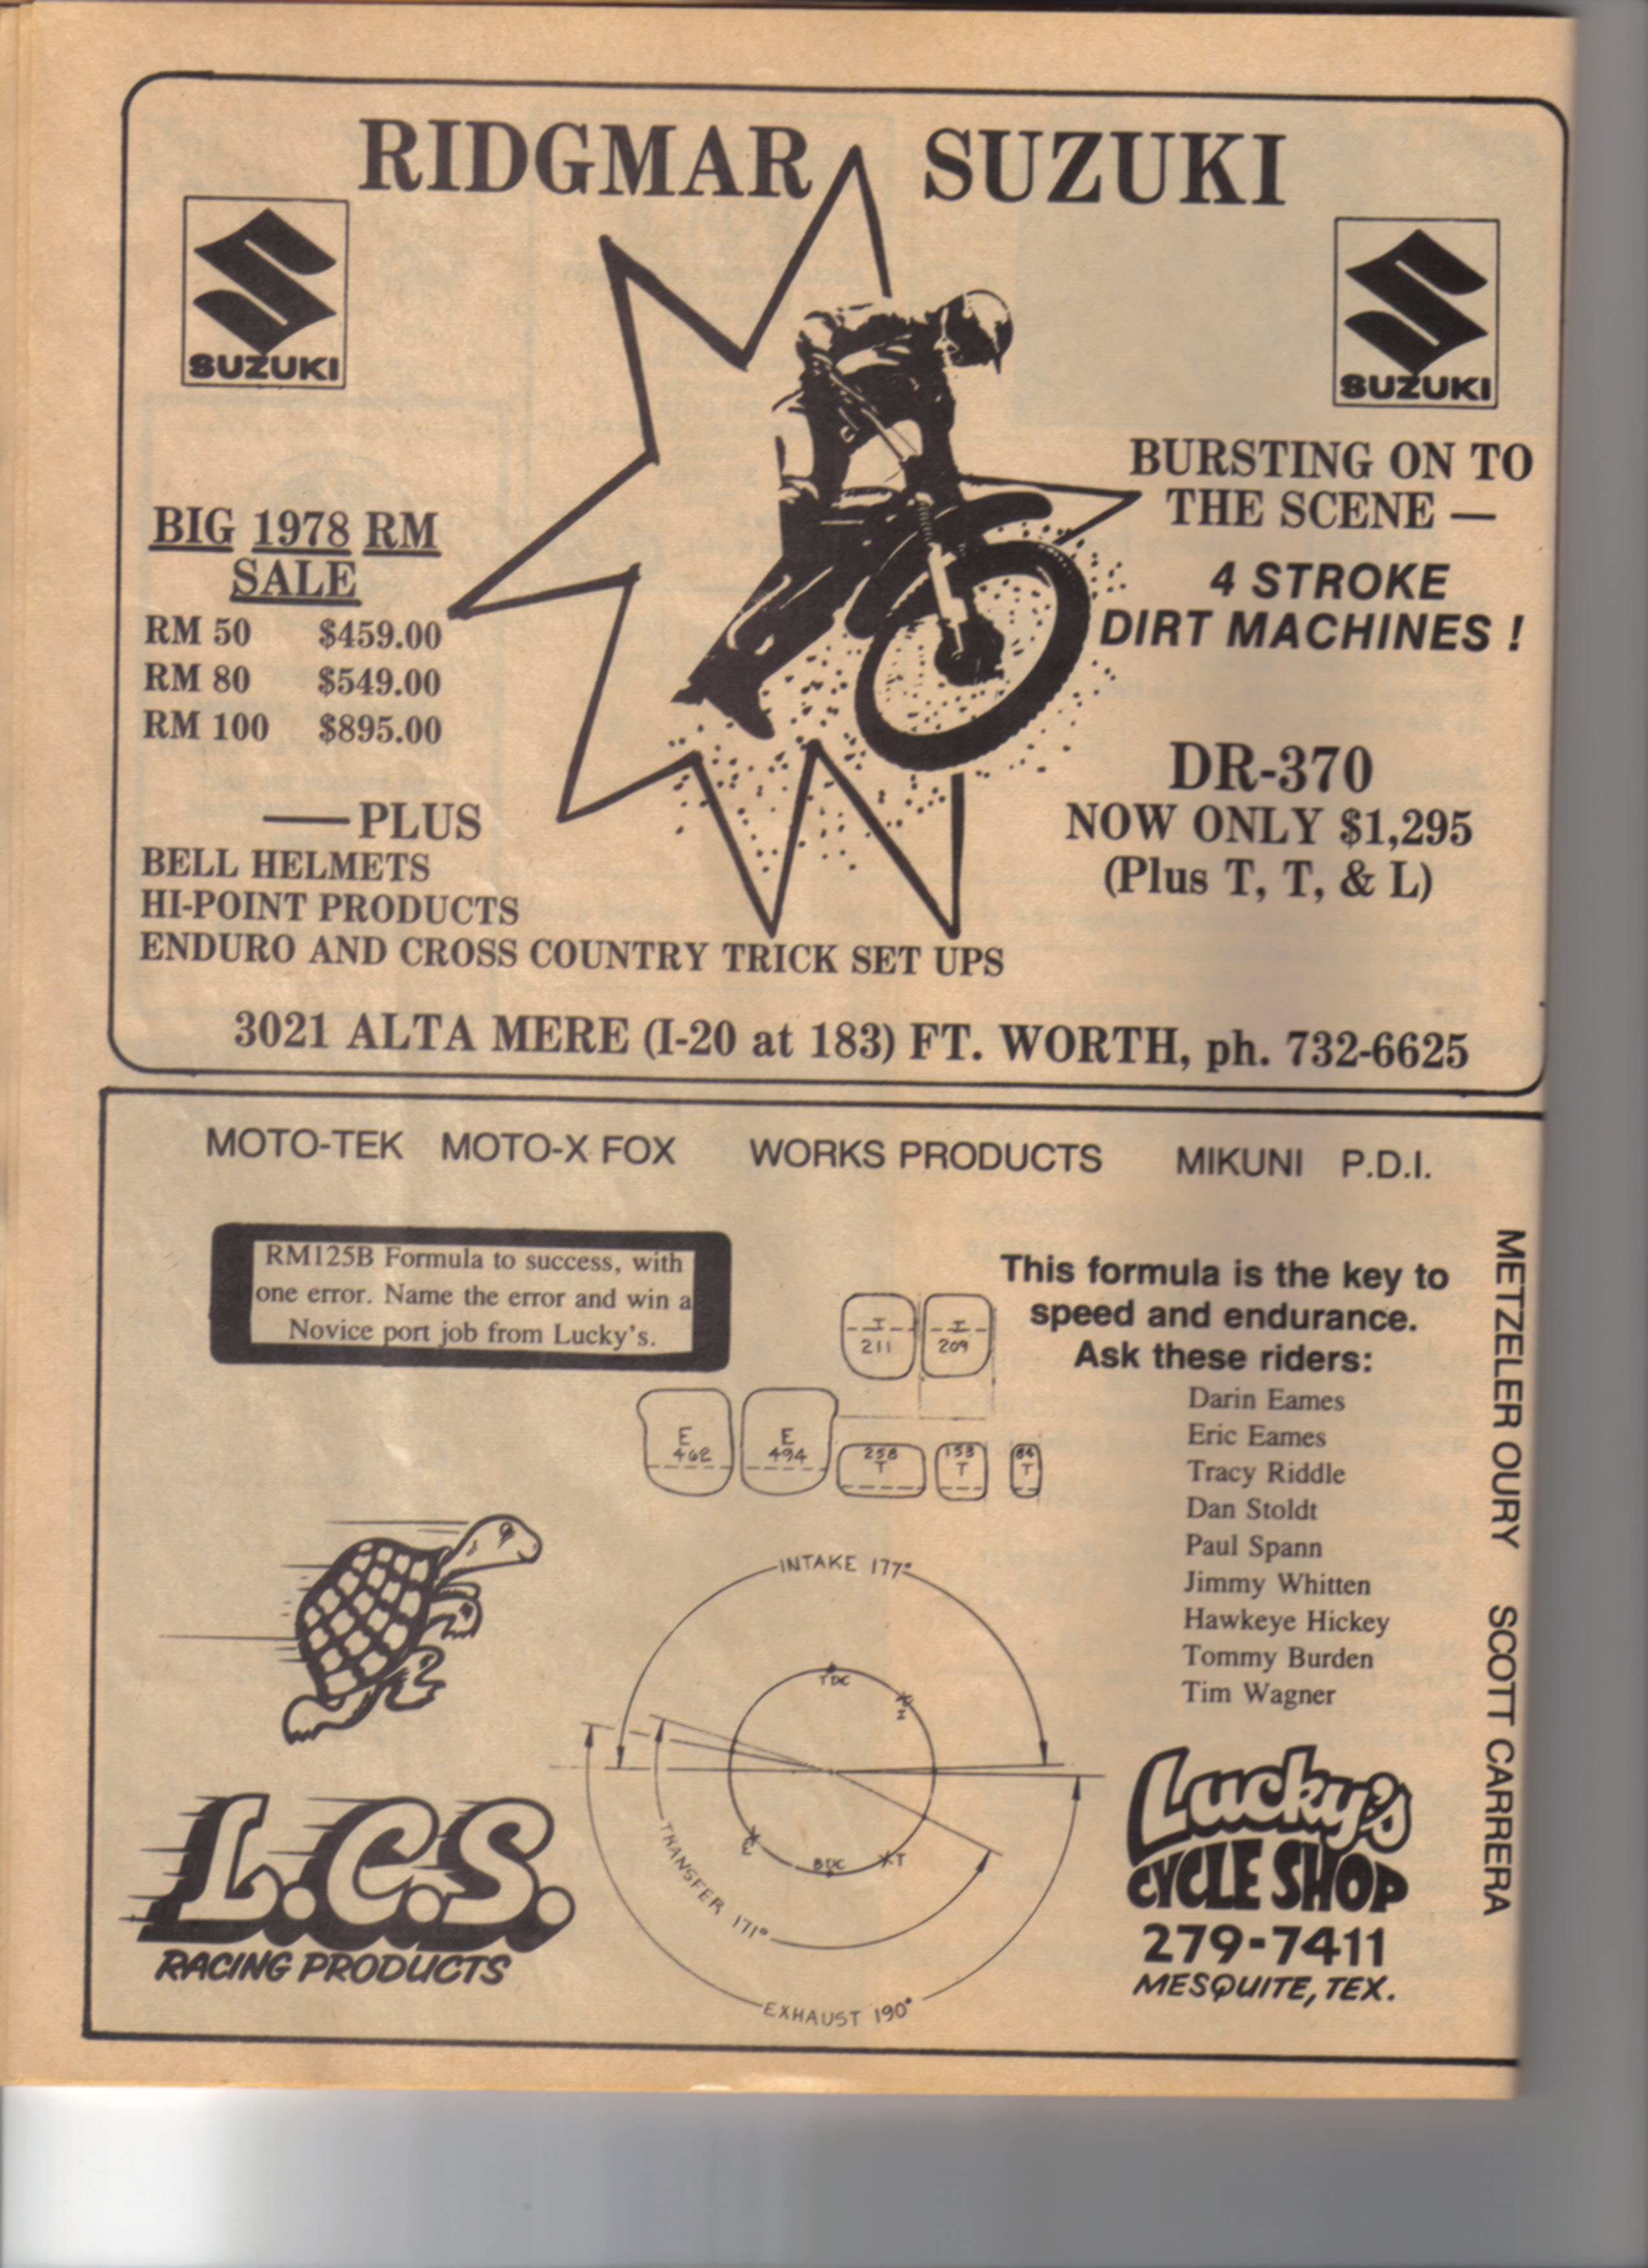 RIDGMAR SUZUKI
SUZUKI
SUZUKI
BIG 1978 RM
SALE
RM 50 $459.00
RM 80 $549.00
RM 100 $895.00
BURSTING ON TO
THE SCENE —
4 STROKE
DIRT MACHINES !
DR-370
NOW ONLY $1,295
(Plus T, T, & L)
—PLUS
BELL HELMETS
HI-POINT PRODUCTS
ENDURO AND CROSS COUNTRY TRICK SET UPS
3021 ALTA MERE (I-20 at 183) FT. WORTH, ph. 732-6625
MOTO-TEK MOTO-X FOX WORKS PRODUCTS MIKUNI P.D.I.
RM125B Formula to success, with
one error. Name the error and win a
Novice port job from Lucky's.
I
211
I
209
E
462
E
494
258
T
153
T
84
T
This formula is the key to
speed and endurance.
Ask these riders:
Darin Eames
Eric Eames
Tracy Riddle
Dan Stoldt
Paul Spann
Jimmy Whitten
Hawkeye Hickey
Tommy Burden
Tim Wagner
METZELER OURY SCOTT CARRERA
INTAKE 177°
TDC
I
E
BDC
T
TRANSFER 171°
EXHAUST 190°
L.C.S.
RACING PRODUCTS
Lucky's
CYCLE SHOP
279-7411
MESQUITE, TEX.